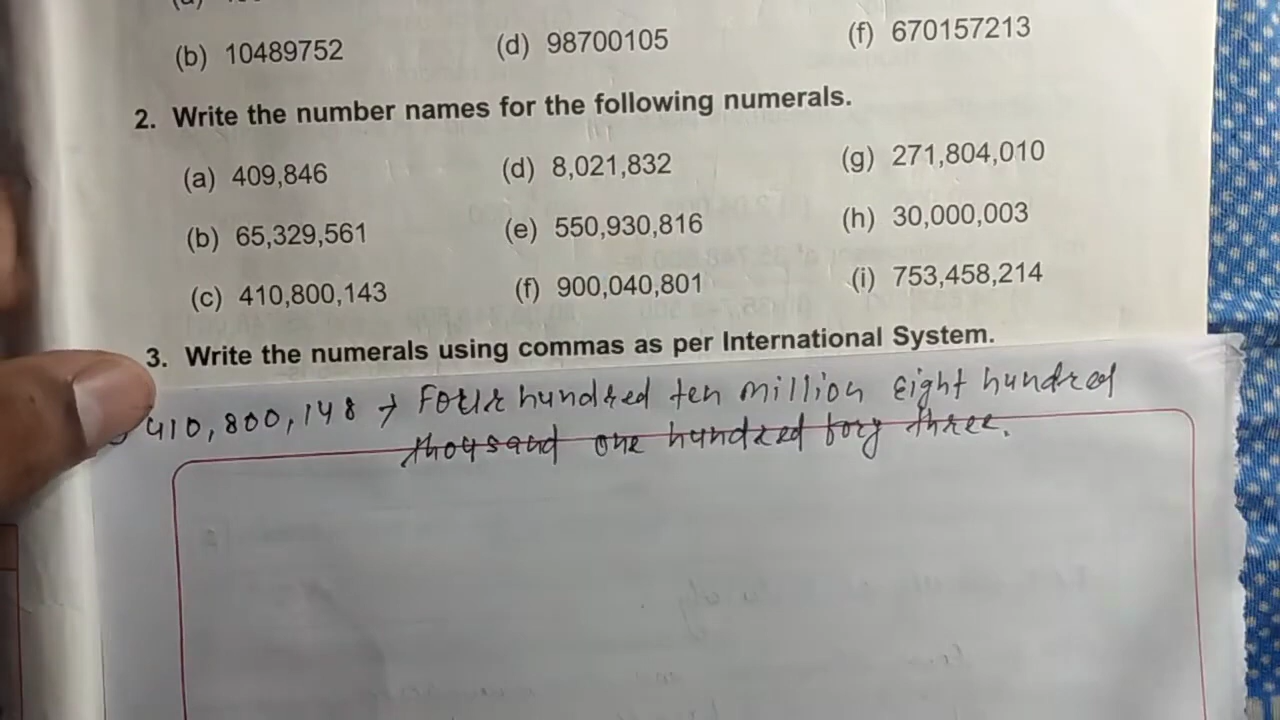 (b) 10489752 (d) 98700105 (f) 670157213
2. Write the number names for the following numerals.
(a) 409,846 (d) 8,021,832 (g) 271,804,010
(b) 65,329,561 (e) 550,930,816 (h) 30,000,003
(c) 410,800,143 (f) 900,040,801 (i) 753,458,214
3. Write the numerals using commas as per International System.
410,800,148 → Four hundred ten million Eight hundred
thousand one hundred fory three.